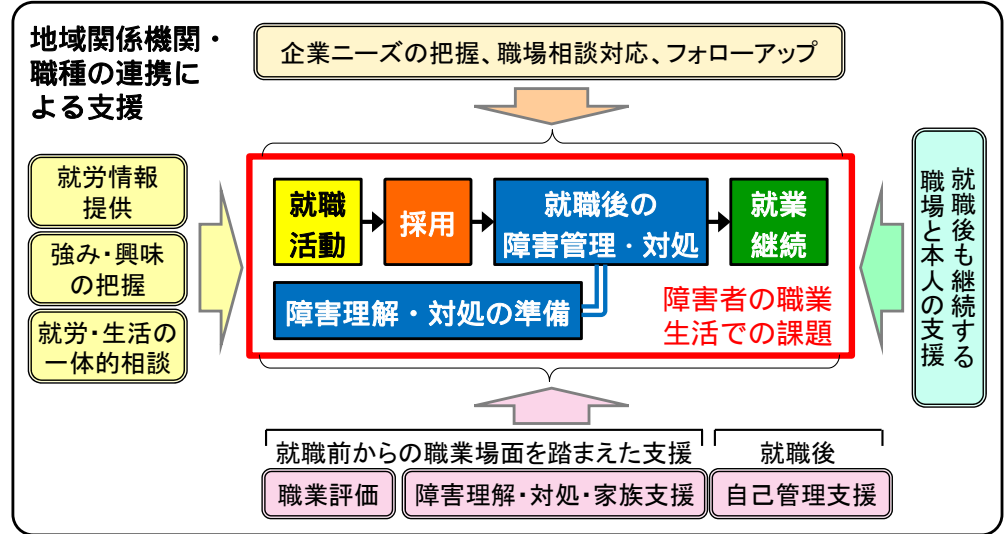 地域関係機関・
職種の連携に
よる支援
企業ニーズの把握、職場相談対応、フォローアップ
就労情報
提供
強み・興味
の把握
就労・生活の
一体的相談
就職
活動
採用
就職後の
障害管理・対処
就業
継続
障害理解・対処の準備
障害者の職業
生活での課題
就職後も継続する
職場と本人の支援
就職前からの職業場面を踏まえた支援
就職後
職業評価
障害理解・対処・家族支援
自己管理支援